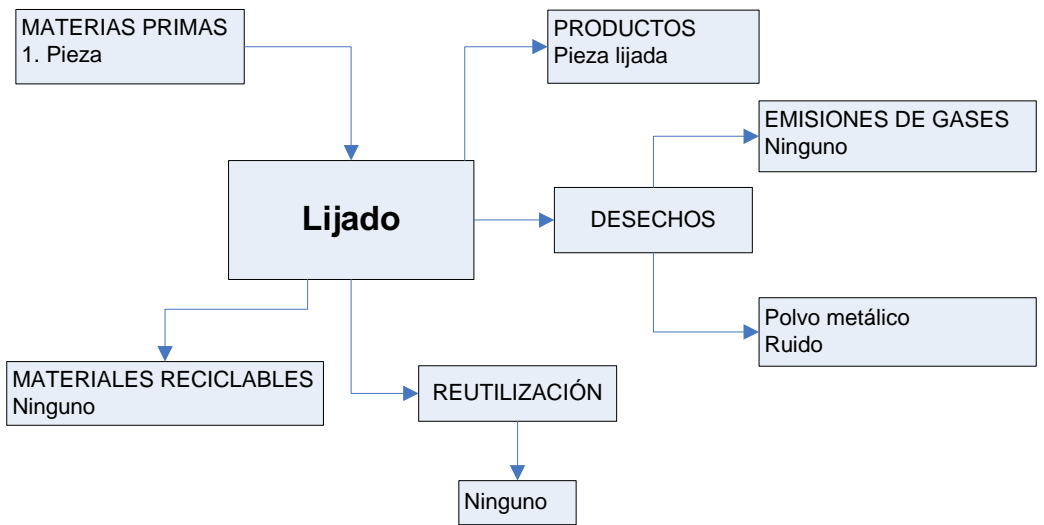 MATERIAS PRIMAS
1. Pieza
PRODUCTOS
Pieza lijada
EMISIONES DE GASES
Ninguno
Lijado
DESECHOS
Polvo metálico
Ruido
MATERIALES RECICLABLES
Ninguno
REUTILIZACIÓN
Ninguno